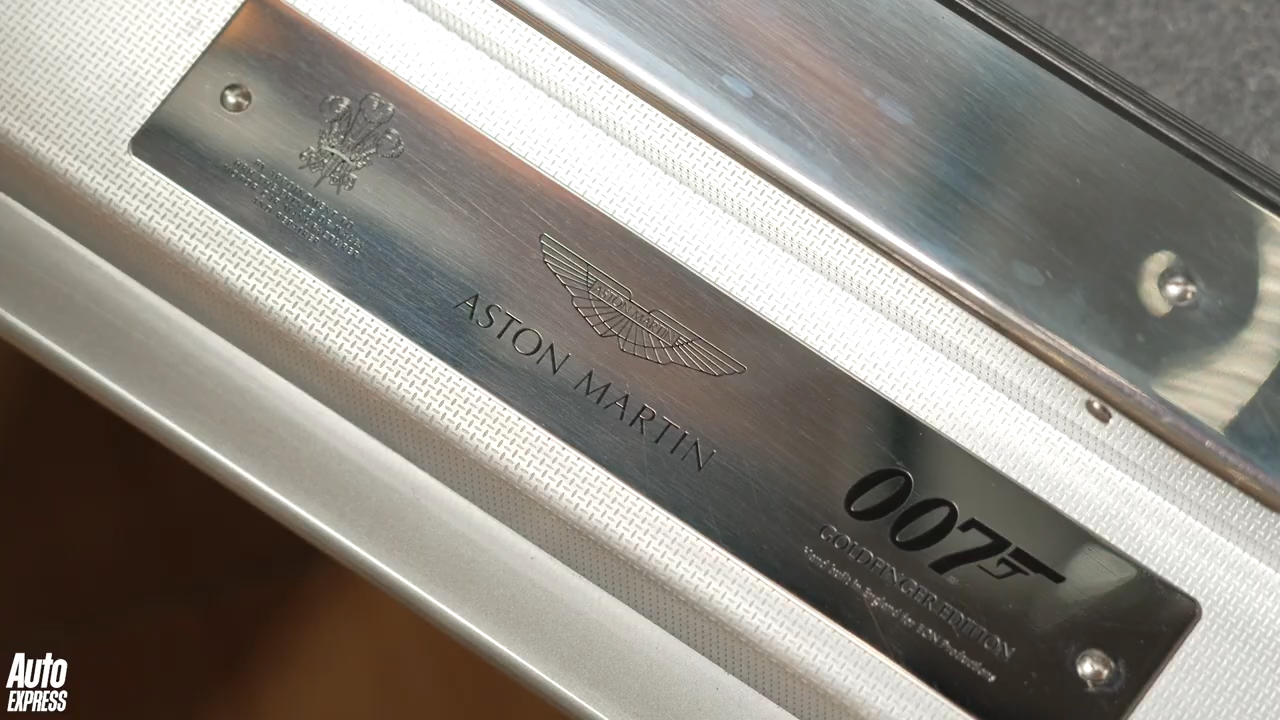 ASTON MARTIN
ASTON MARTIN
007
GOLDFINGER EDITION
Hand built in England for EON Productions
Auto
EXPRESS